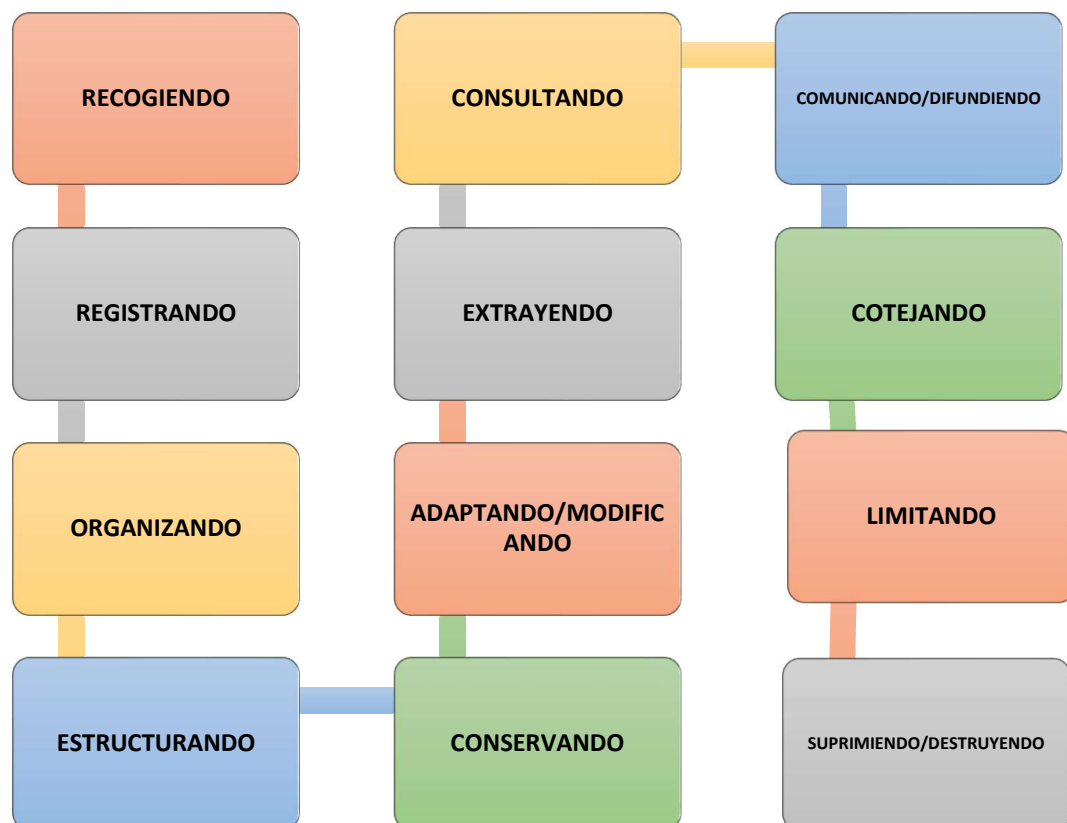 RECOGIENDO
REGISTRANDO
ORGANIZANDO
ESTRUCTURANDO
CONSERVANDO
ADAPTANDO/MODIFIC
ANDO
EXTRAYENDO
CONSULTANDO
COMUNICANDO/DIFUNDIENDO
COTEJANDO
LIMITANDO
SUPRIMIENDO/DESTRUYENDO